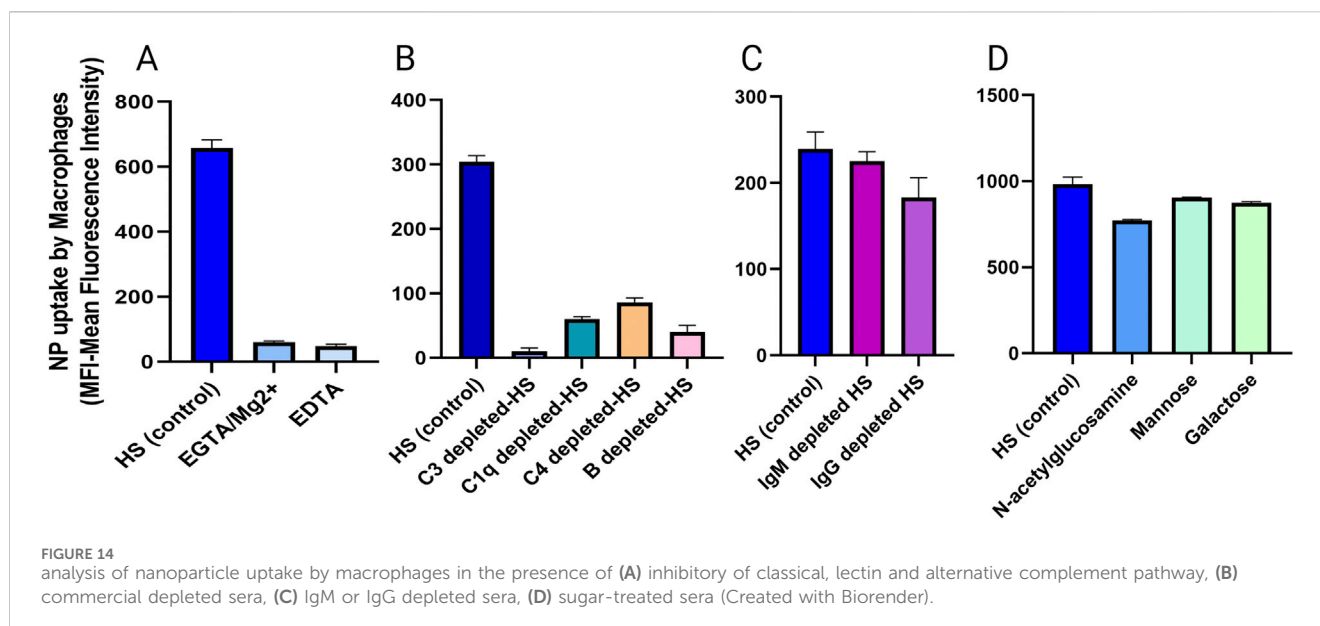 A
B
C
D
NP uptake by Macrophages
(MFI-Mean Fluorescence Intensity)
800
600
400
200
0
HS (control)
EGTA/Mg2+
EDTA
400
300
200
100
0
HS (control)
C3 depleted-HS
C1q depleted-HS
C4 depleted-HS
B depleted-HS
300
200
100
0
HS (control)
IgM depleted HS
IgG depleted HS
1500
1000
500
0
HS (control)
N-acetylglucosamine
Mannose
Galactose
FIGURE 14
analysis of nanoparticle uptake by macrophages in the presence of (A) inhibitory of classical, lectin and alternative complement pathway, (B)
commercial depleted sera, (C) IgM or IgG depleted sera, (D) sugar-treated sera (Created with Biorender).